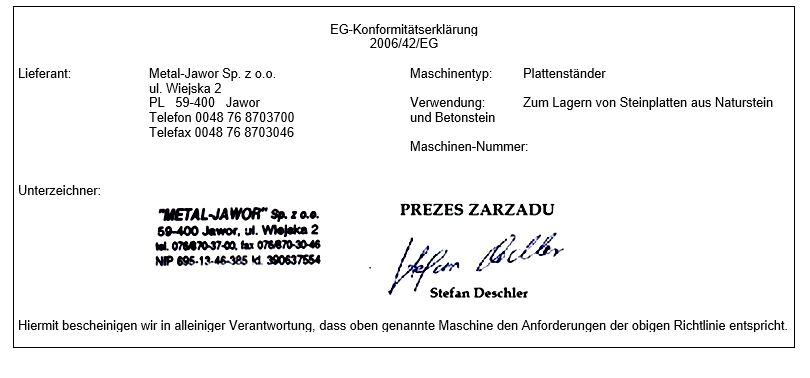 EG-Konformitätserklärung
2006/42/EG
Lieferant:
Metal-Jawor Sp. z o.o.
ul. Wiejska 2
PL 59-400 Jawor
Telefon 0048 76 8703700
Telefax 0048 76 8703046
Maschinentyp: Plattenständer
Verwendung: Zum Lagern von Steinplatten aus Naturstein
und Betonstein
Maschinen-Nummer:
Unterzeichner:
"METAL-JAWOR" Sp. z o.o.
59-400 Jawor, ul. Wiejska 2
tel. 076/870-37-00, fax 076/870-30-46
NIP 695-13-46-385 Id. 390637554
PREZES ZARZADU
Stefan Deschler
Stefan Deschler
Hiermit bescheinigen wir in alleiniger Verantwortung, dass oben genannte Maschine den Anforderungen der obigen Richtlinie entspricht.